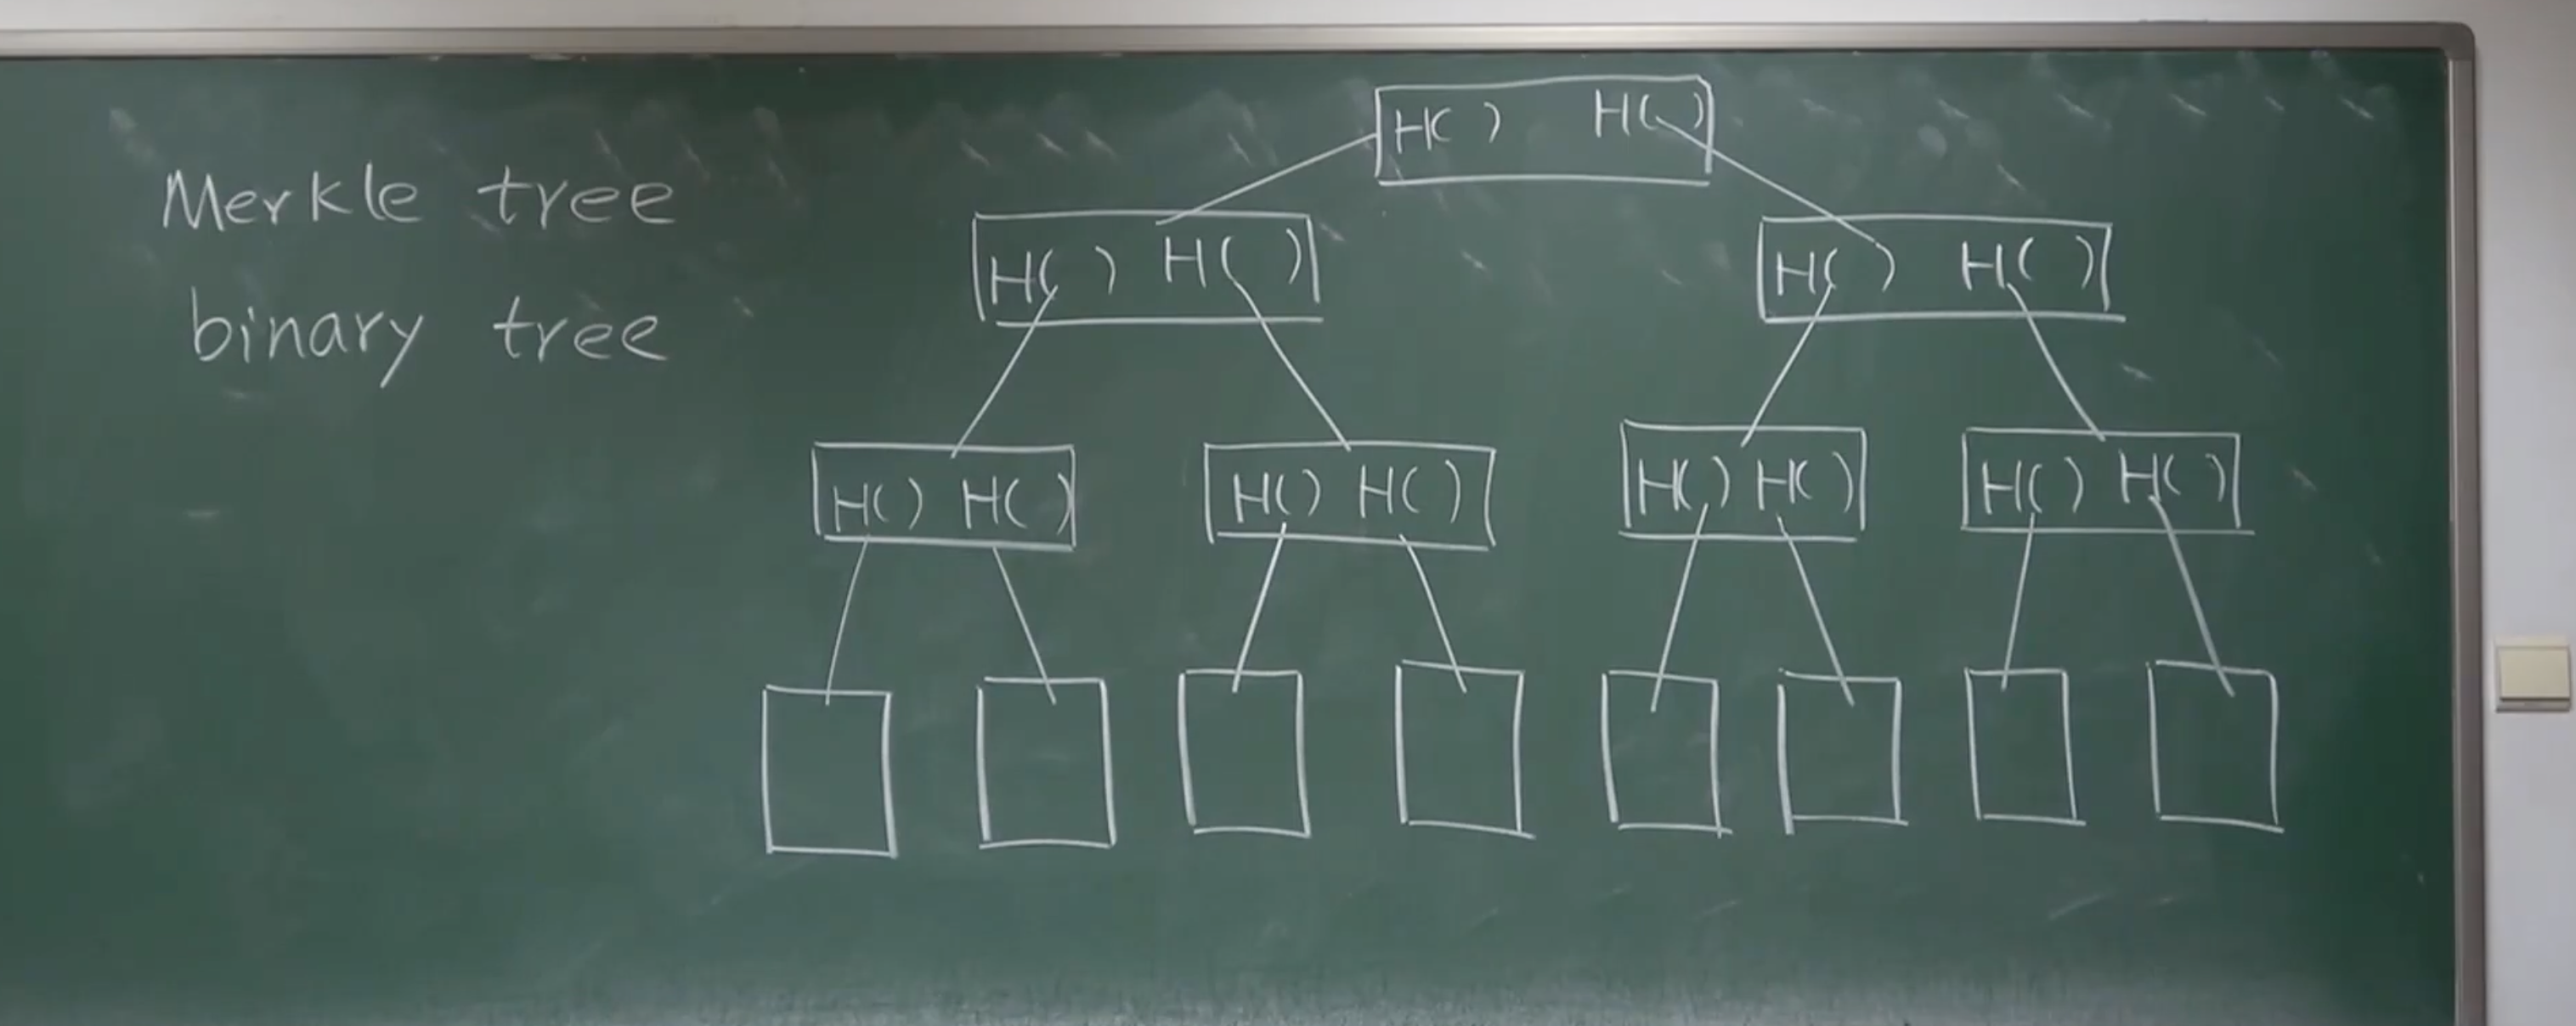 Merkle tree
binary tree
H( ) H( )
H( ) H( ) H( ) H( )
H( ) H( ) H( ) H( ) H( ) H( ) H( ) H( )